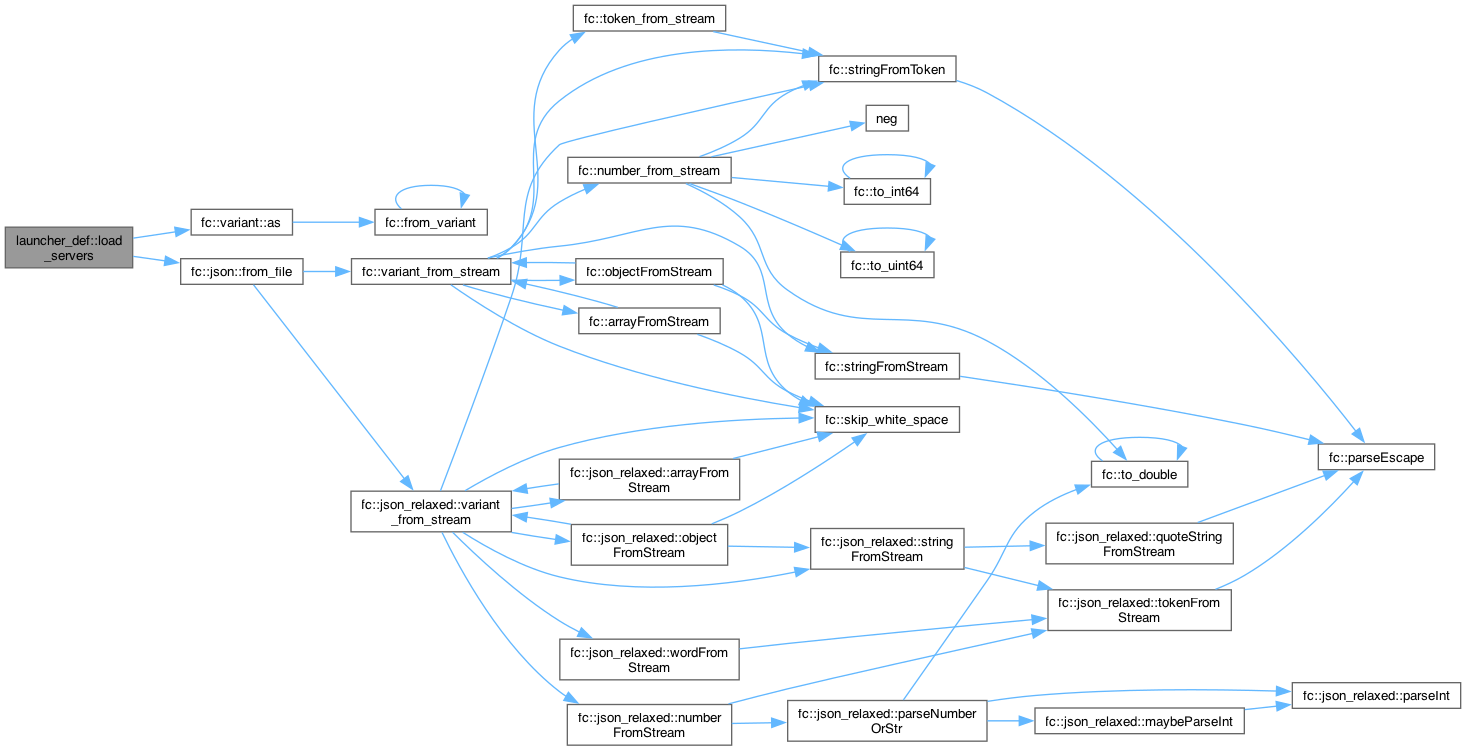 launcher_def::load
_servers
fc::variant::as
fc::json::from_file
fc::from_variant
fc::variant_from_stream
fc::json_relaxed::variant
_from_stream
fc::token_from_stream
fc::number_from_stream
fc::objectFromStream
fc::arrayFromStream
fc::json_relaxed::arrayFrom
Stream
fc::json_relaxed::object
FromStream
fc::json_relaxed::wordFrom
Stream
fc::json_relaxed::number
FromStream
fc::stringFromToken
neg
fc::to_int64
fc::to_uint64
fc::stringFromStream
fc::skip_white_space
fc::json_relaxed::string
FromStream
fc::json_relaxed::parseNumber
OrStr
fc::to_double
fc::json_relaxed::quoteString
FromStream
fc::json_relaxed::tokenFrom
Stream
fc::json_relaxed::maybeParseInt
fc::parseEscape
fc::json_relaxed::parseInt